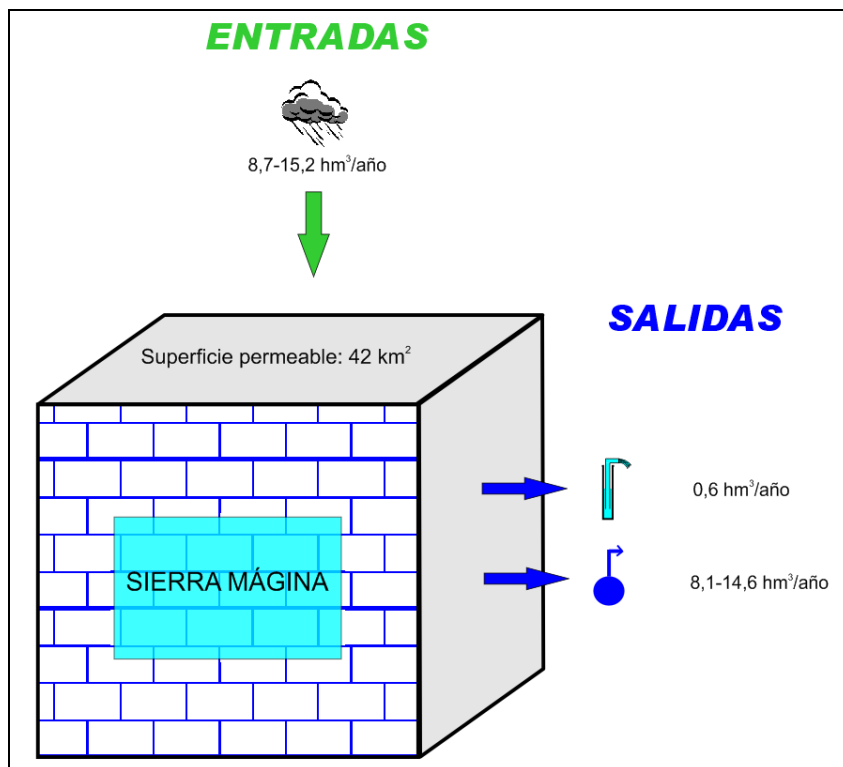 ENTRADAS
8,7-15,2 hm³/año
Superficie permeable: 42 km²
SALIDAS
0,6 hm³/año
SIERRA MÁGINA
8,1-14,6 hm³/año